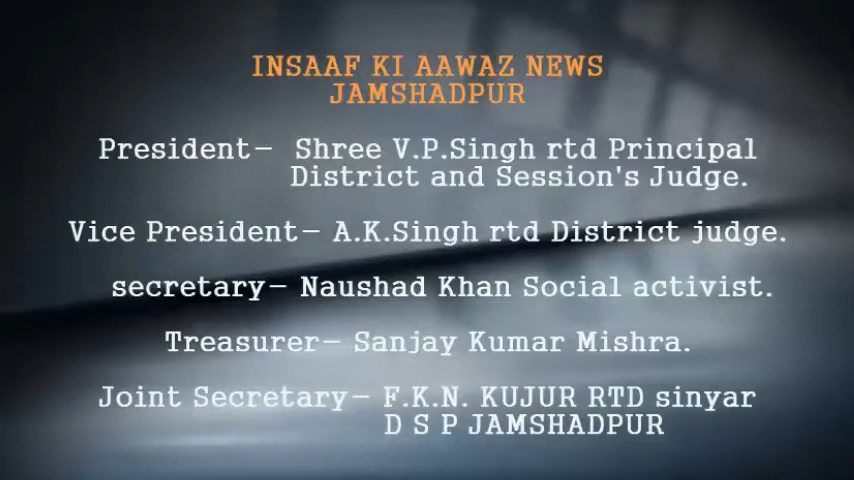 INSAAF KI AAWAZ NEWS
JAMSHADPUR
President- Shree V.P.Singh rtd Principal
District and Session's Judge.
Vice President- A.K.Singh rtd District judge.
secretary- Naushad Khan Social activist.
Treasurer- Sanjay Kumar Mishra.
Joint Secretary- F.K.N. KUJUR RTD sinyar
D S P JAMSHADPUR